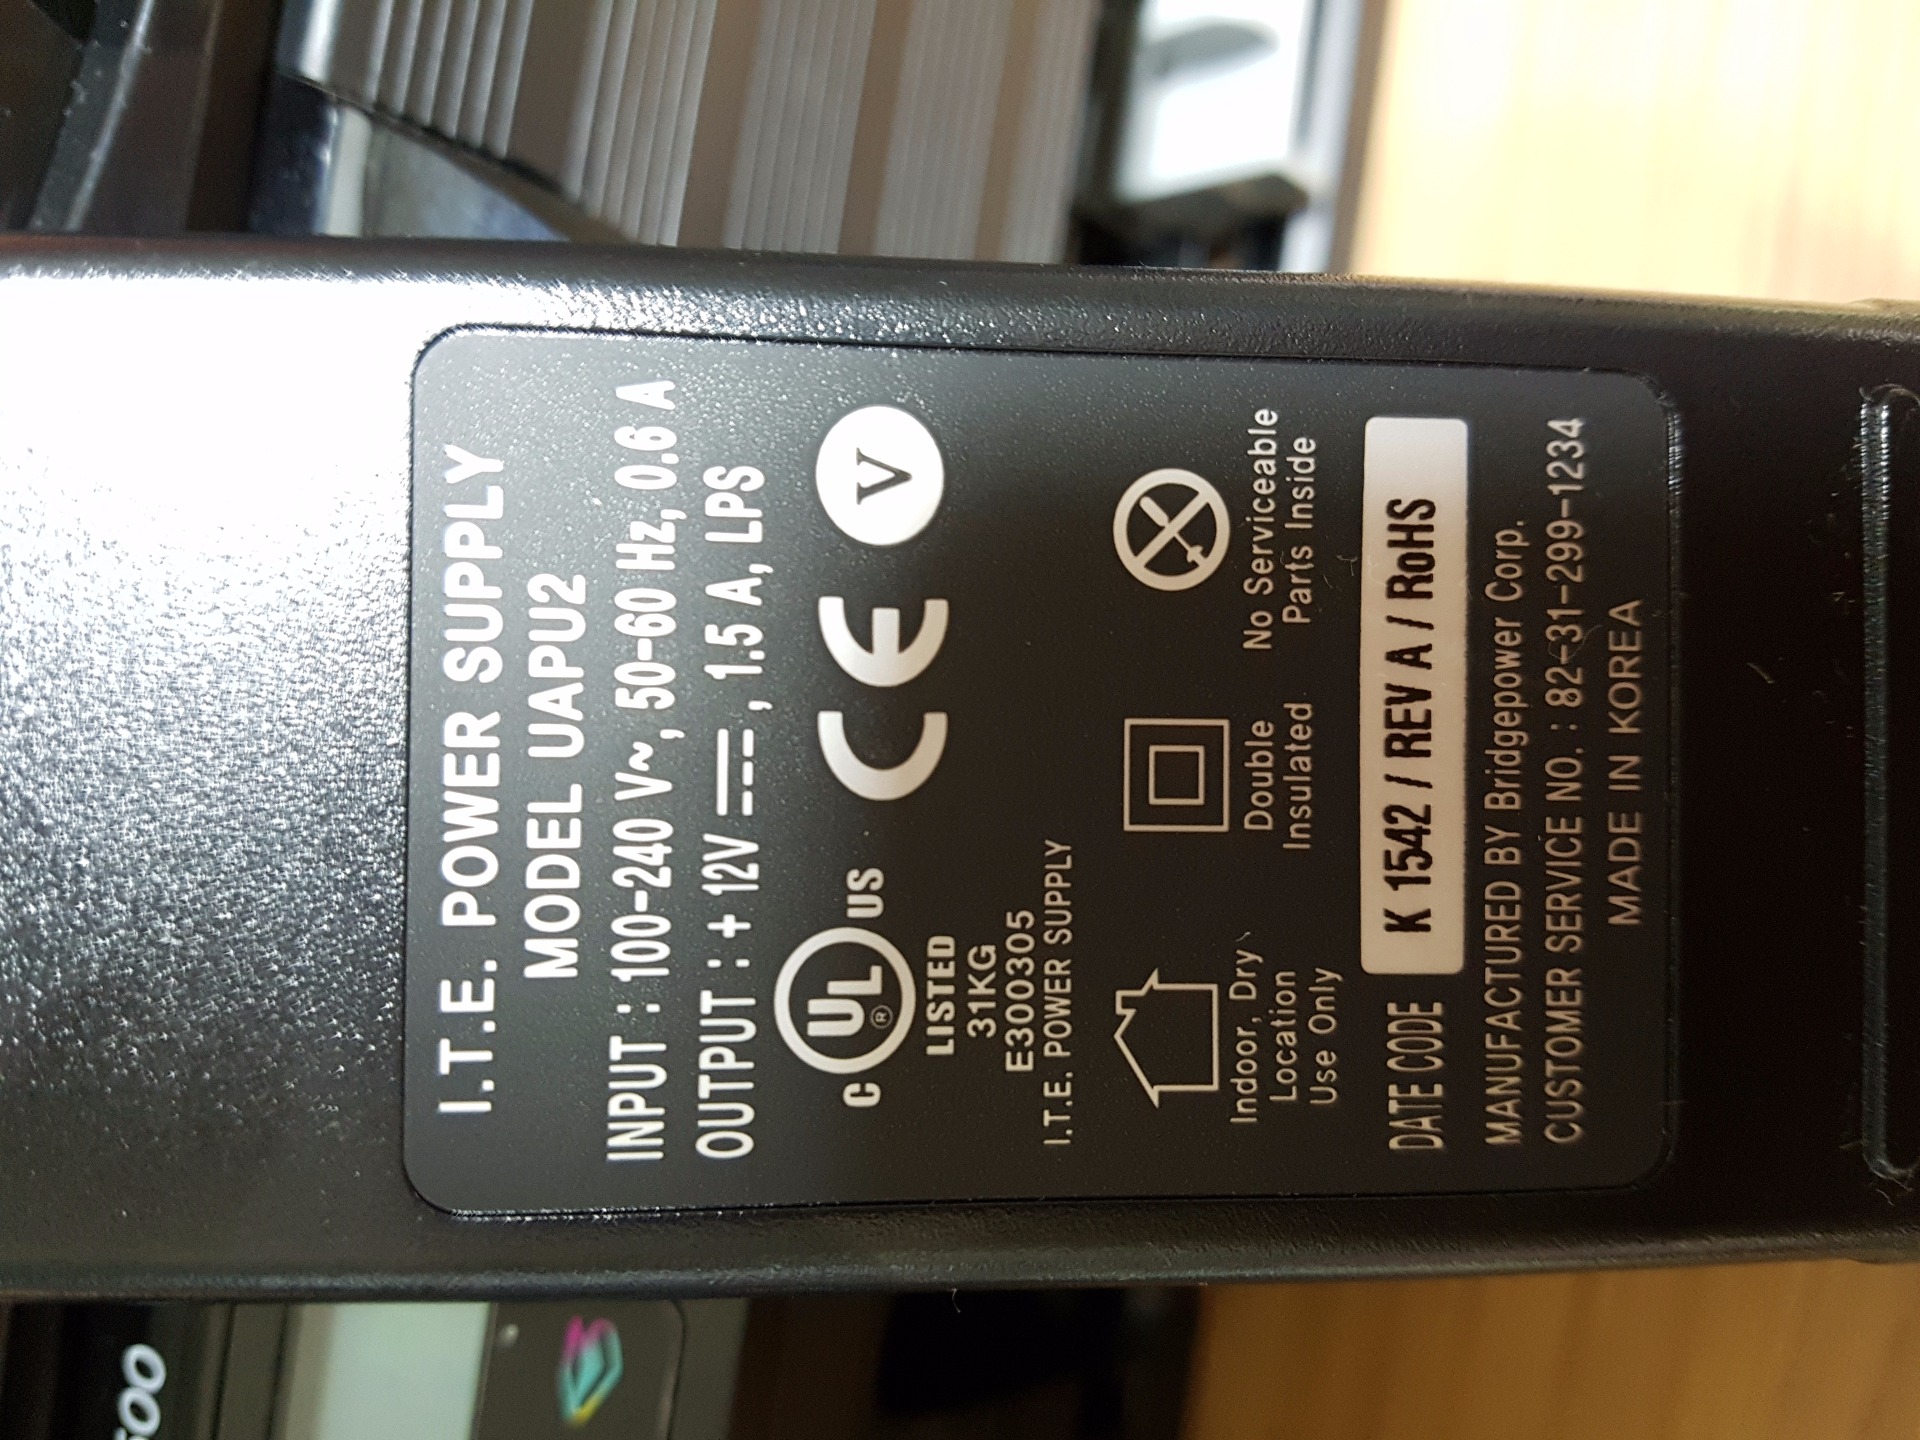 I.T.E. POWER SUPPLY
MODEL UAPU2
INPUT : 100-240 V~, 50-60 Hz, 0.6 A
OUTPUT : + 12V ⎓, 1.5 A, LPS
C UL ® US
LISTED
31KG
E300305
I.T.E. POWER SUPPLY
CE
V
Indoor, Dry
Location
Use Only
Double
Insulated
No Serviceable
Parts Inside
DATE CODE K 1542 / REV A / RoHS
MANUFACTURED BY Bridgepower Corp.
CUSTOMER SERVICE NO. : 82-31-299-1234
MADE IN KOREA